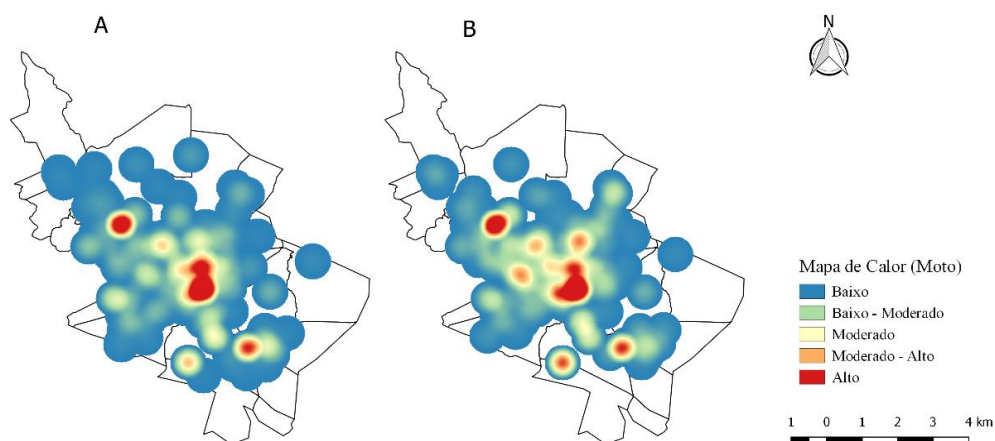 A
B
N
Mapa de Calor (Moto)
Baixo
Baixo - Moderado
Moderado
Moderado - Alto
Alto
1 0 1 2 3 4 km